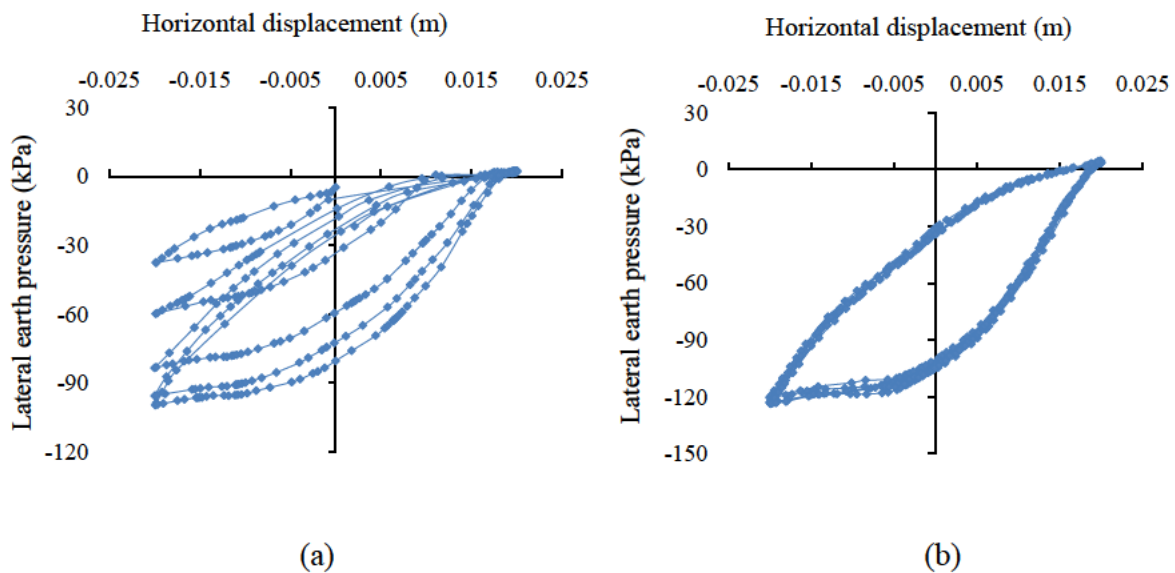 Horizontal displacement (m)
-0.025 -0.015 -0.005 0.005 0.015 0.025
30
0
-30
-60
-90
-120
Lateral earth pressure (kPa)
(a)
Horizontal displacement (m)
-0.025 -0.015 -0.005 0.005 0.015 0.025
30
0
-30
-60
-90
-120
-150
Lateral earth pressure (kPa)
(b)